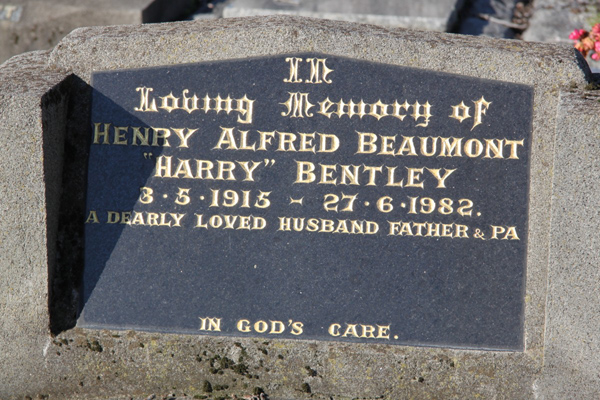 In
Loving Memory of
HENRY ALFRED BEAUMONT
"HARRY" BENTLEY
3·5·1915 - 27·6·1982.
A DEARLY LOVED HUSBAND FATHER & PA
IN GOD'S CARE.